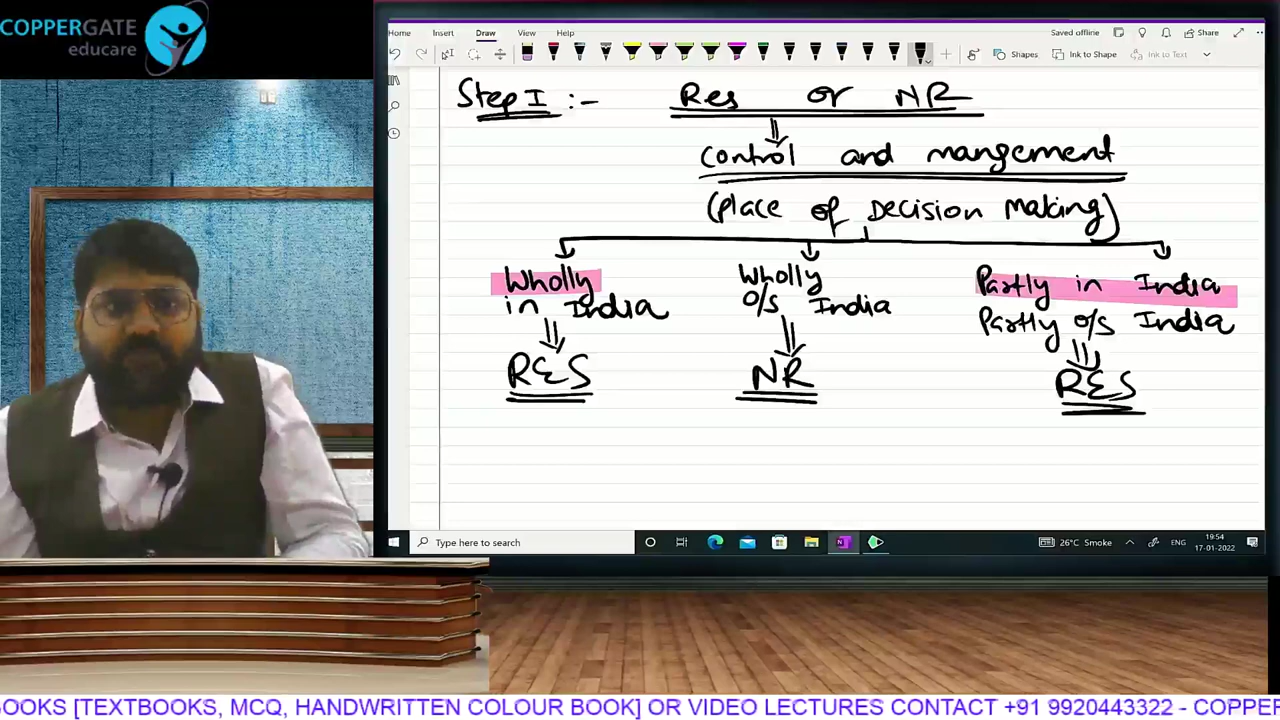 COPPERGATE
educare
Home Insert Draw View Help
Saved offline
Share
Shapes
Ink to Shape
Ink to Text
Step I :- Res or NR
control and mangement
(Place of Decision Making)
Wholly
in India
RES
Wholly
o/s India
NR
Partly in India
Partly o/s India
RES
Type here to search
26°C Smoke
ENG
19:54
17-01-2022
BOOKS [TEXTBOOKS, MCQ, HANDWRITTEN COLOUR BOOK] OR VIDEO LECTURES CONTACT +91 9920443322 - COPPER